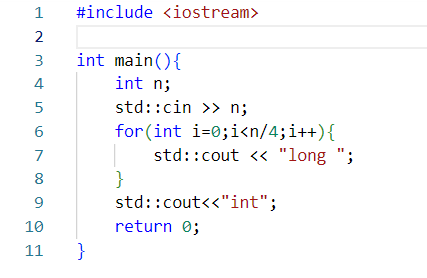 1 #include <iostream>
2
3 int main(){
4     int n;
5     std::cin >> n;
6     for(int i=0;i<n/4;i++){
7         std::cout << "long ";
8     }
9     std::cout<<"int";
10     return 0;
11 }